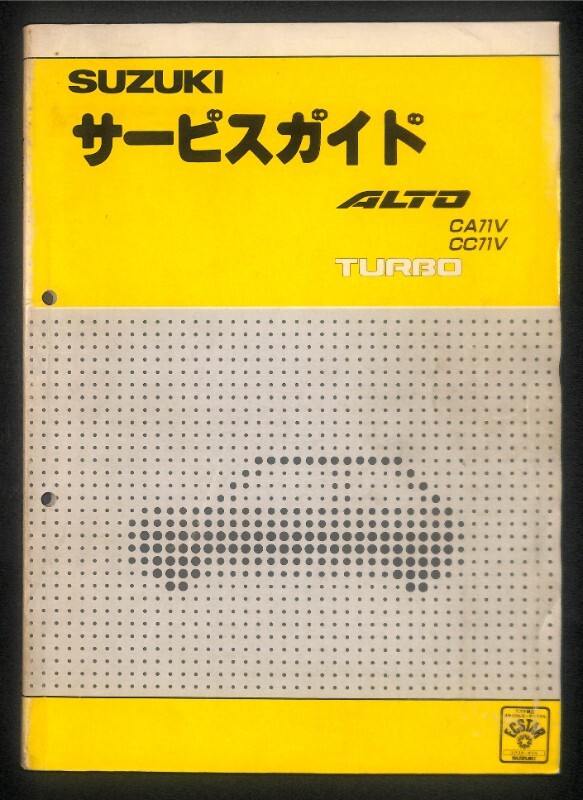 SUZUKI
サービスガイド
ALTO
CA71V
CC71V
TURBO
ECSTAR
SUZUKI